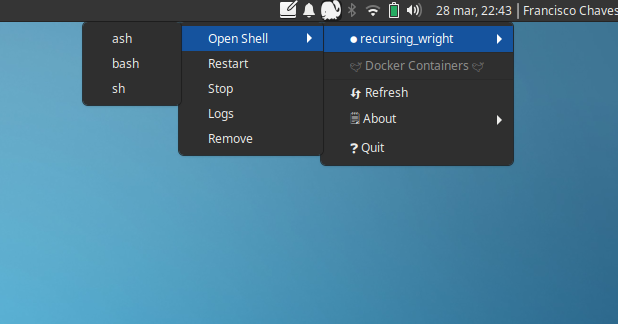 28 mar, 22:43 Francisco Chaves
ash
bash
sh
Open Shell
Restart
Stop
Logs
Remove
recursing_wright
Docker Containers
Refresh
About
? Quit